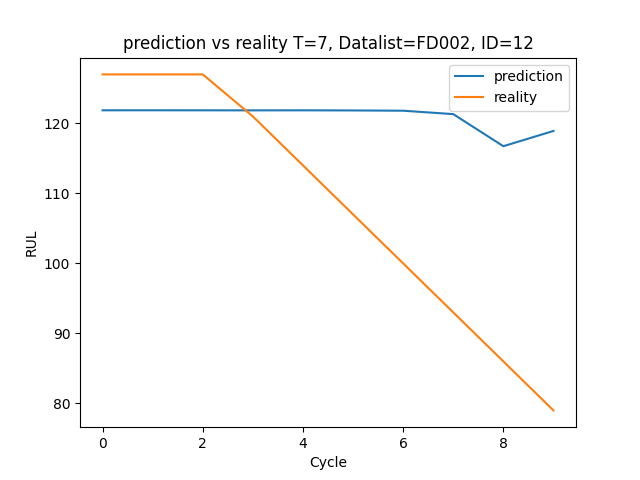 prediction vs reality T=7, Datalist=FD002, ID=12
prediction
reality
RUL
120
110
100
90
80
0 2 4 6 8
Cycle